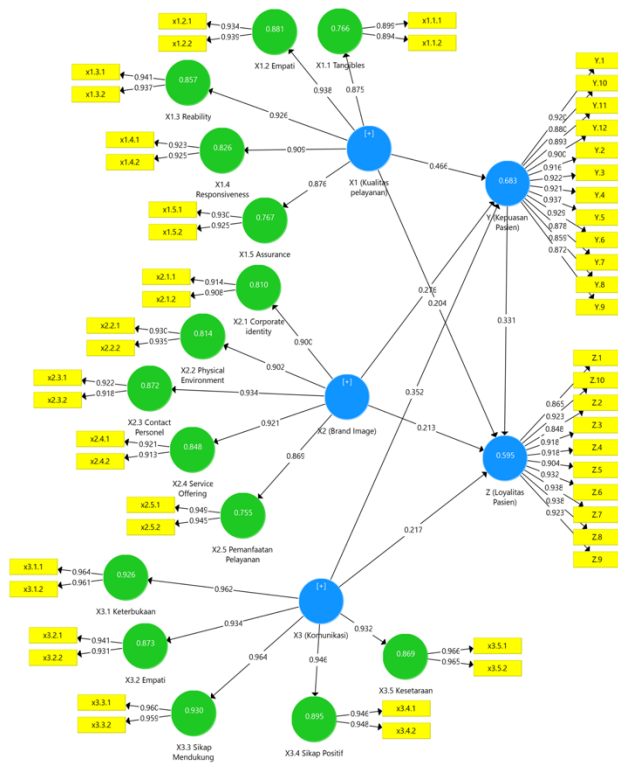 x1.2.1
0.934
x1.2.2
0.939
0.881
X1.2 Empati
0.766
X1.1 Tangibles
0.895
x1.1.1
0.894
x1.1.2
x1.3.1
0.941
x1.3.2
0.937
0.857
X1.3 Reability
0.938
0.875
0.926
x1.4.1
0.923
x1.4.2
0.925
0.826
X1.4
Responsiveness
0.909
[+]
X1 (Kualitas
pelayanan)
0.876
x1.5.1
0.930
x1.5.2
0.925
0.767
X1.5 Assurance
0.466
0.683
Y (Kepuasan
Pasien)
Y.1
Y.10
Y.11
Y.12
Y.2
Y.3
Y.4
Y.5
Y.6
Y.7
Y.8
Y.9
0.920
0.880
0.893
0.900
0.916
0.922
0.921
0.937
0.929
0.878
0.859
0.872
x2.1.1
0.914
x2.1.2
0.908
0.810
X2.1 Corporate
identity
0.900
0.276
0.204
0.331
x2.2.1
0.930
x2.2.2
0.935
0.814
X2.2 Physical
Environment
0.902
0.352
x2.3.1
0.922
x2.3.2
0.918
0.872
X2.3 Contact
Personel
0.934
[+]
X2 (Brand Image)
0.213
x2.4.1
0.921
x2.4.2
0.913
0.848
X2.4 Service
Offering
0.921
0.869
x2.5.1
0.949
x2.5.2
0.945
0.755
X2.5 Pemanfaatan
Pelayanan
0.595
Z (Loyalitas
Pasien)
Z.1
Z.10
Z.2
Z.3
Z.4
Z.5
Z.6
Z.7
Z.8
Z.9
0.865
0.923
0.848
0.918
0.918
0.904
0.932
0.938
0.938
0.923
0.217
x3.1.1
0.964
x3.1.2
0.961
0.926
X3.1 Keterbukaan
0.962
[+]
X3 (Komunikasi)
x3.2.1
0.941
x3.2.2
0.931
0.873
X3.2 Empati
0.934
0.932
0.869
X3.5 Kesetaraan
0.966
x3.5.1
0.965
x3.5.2
0.964
0.946
x3.3.1
0.960
x3.3.2
0.959
0.930
X3.3 Sikap
Mendukung
0.895
X3.4 Sikap Positif
0.946
x3.4.1
0.948
x3.4.2